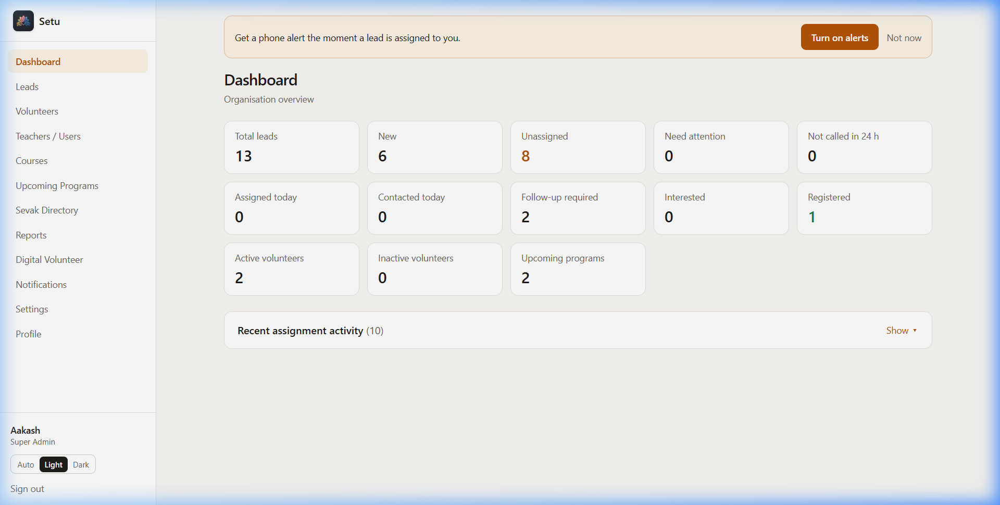 Setu
Get a phone alert the moment a lead is assigned to you.
Turn on alerts
Not now
Dashboard
Leads
Volunteers
Teachers / Users
Courses
Upcoming Programs
Sevak Directory
Reports
Digital Volunteer
Notifications
Settings
Profile
Aakash
Super Admin
Auto Light Dark
Sign out
Dashboard
Organisation overview
Total leads
13
New
6
Unassigned
8
Need attention
0
Not called in 24 h
0
Assigned today
0
Contacted today
0
Follow-up required
2
Interested
0
Registered
1
Active volunteers
2
Inactive volunteers
0
Upcoming programs
2
Recent assignment activity (10)
Show ▾